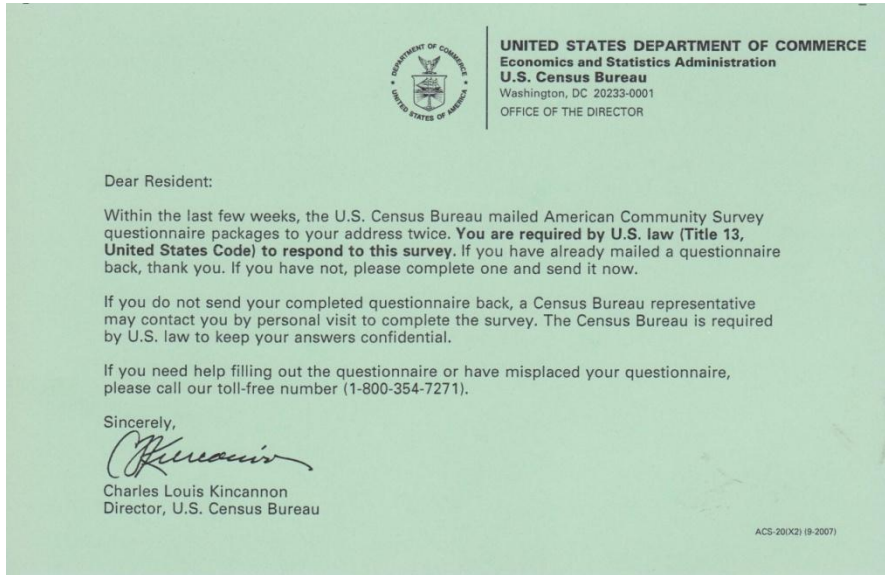 DEPARTMENT OF COMMERCE
UNITED STATES OF AMERICA
UNITED STATES DEPARTMENT OF COMMERCE
Economics and Statistics Administration
U.S. Census Bureau
Washington, DC 20233-0001
OFFICE OF THE DIRECTOR
Dear Resident:
Within the last few weeks, the U.S. Census Bureau mailed American Community Survey
questionnaire packages to your address twice. You are required by U.S. law (Title 13,
United States Code) to respond to this survey. If you have already mailed a questionnaire
back, thank you. If you have not, please complete one and send it now.
If you do not send your completed questionnaire back, a Census Bureau representative
may contact you by personal visit to complete the survey. The Census Bureau is required
by U.S. law to keep your answers confidential.
If you need help filling out the questionnaire or have misplaced your questionnaire,
please call our toll-free number (1-800-354-7271).
Sincerely,
Charles Louis Kincannon
Director, U.S. Census Bureau
ACS-20(X2) (9-2007)